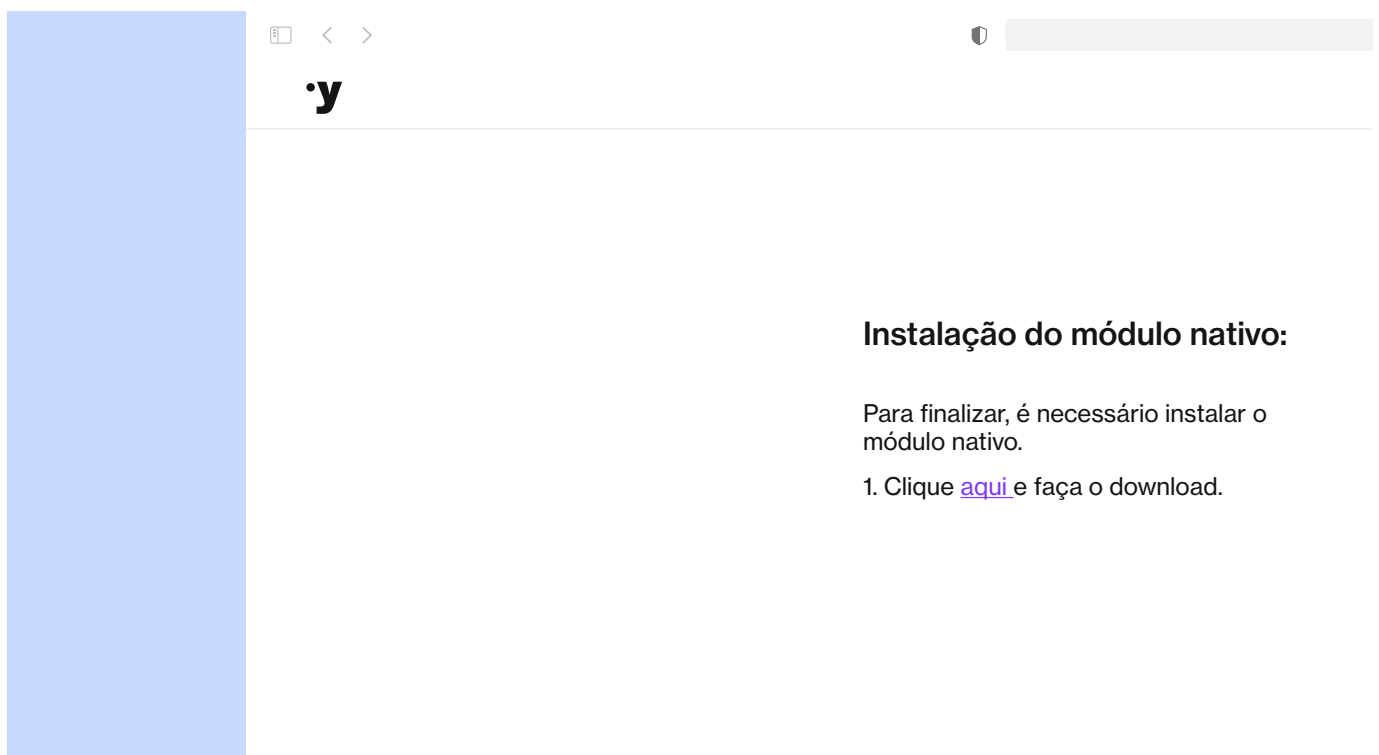 ·y
Instalação do módulo nativo:
Para finalizar, é necessário instalar o
módulo nativo.
1. Clique aqui e faça o download.